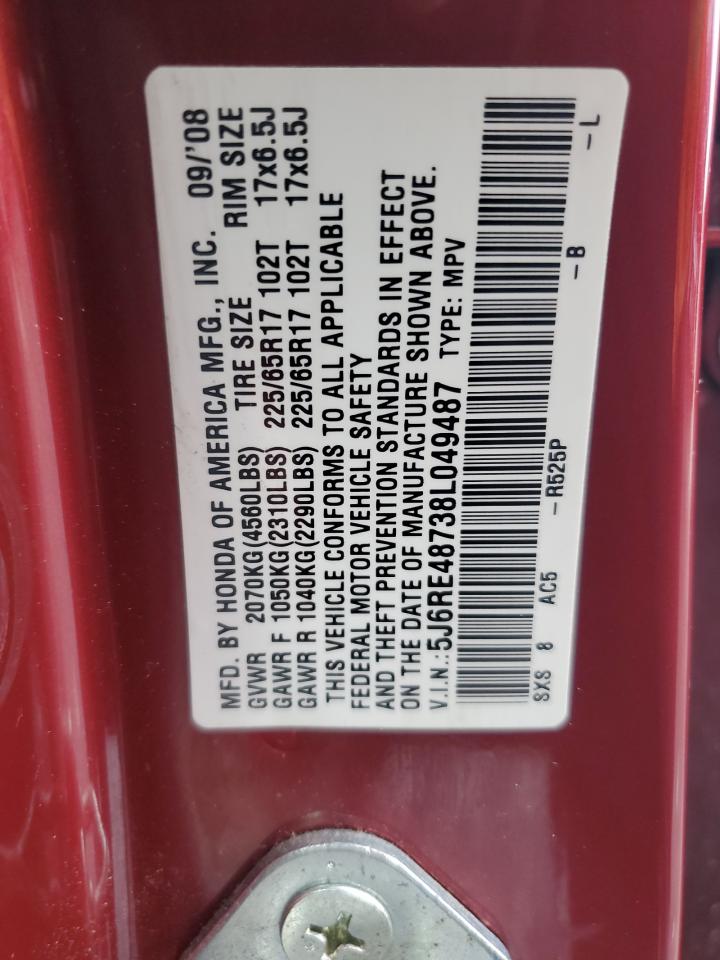 MFD. BY HONDA OF AMERICA MFG., INC. 09/'08
GVWR 2070KG(4560LBS) TIRE SIZE RIM SIZE
GAWR F 1050KG(2310LBS) 225/65R17 102T 17x6.5J
GAWR R 1040KG(2290LBS) 225/65R17 102T 17x6.5J
THIS VEHICLE CONFORMS TO ALL APPLICABLE
FEDERAL MOTOR VEHICLE SAFETY
AND THEFT PREVENTION STANDARDS IN EFFECT
ON THE DATE OF MANUFACTURE SHOWN ABOVE.
V.I.N.:5J6RE48738L049487 TYPE: MPV
SXS 8 AC5 -R525P -B -L